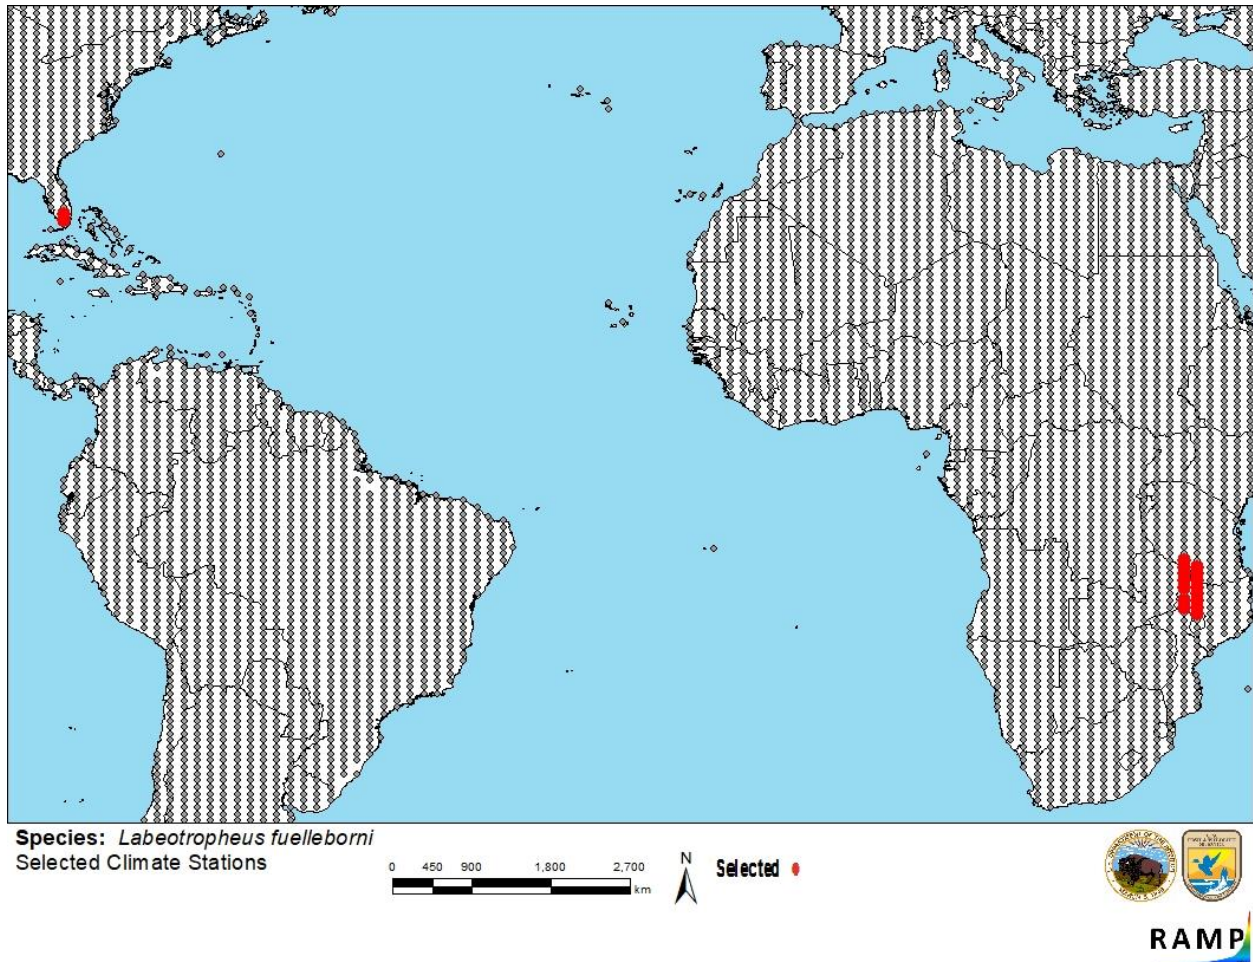 Species: Labeotropheus fuelleborni
Selected Climate Stations
0 450 900 1,800 2,700
km
N
Selected
RAMP